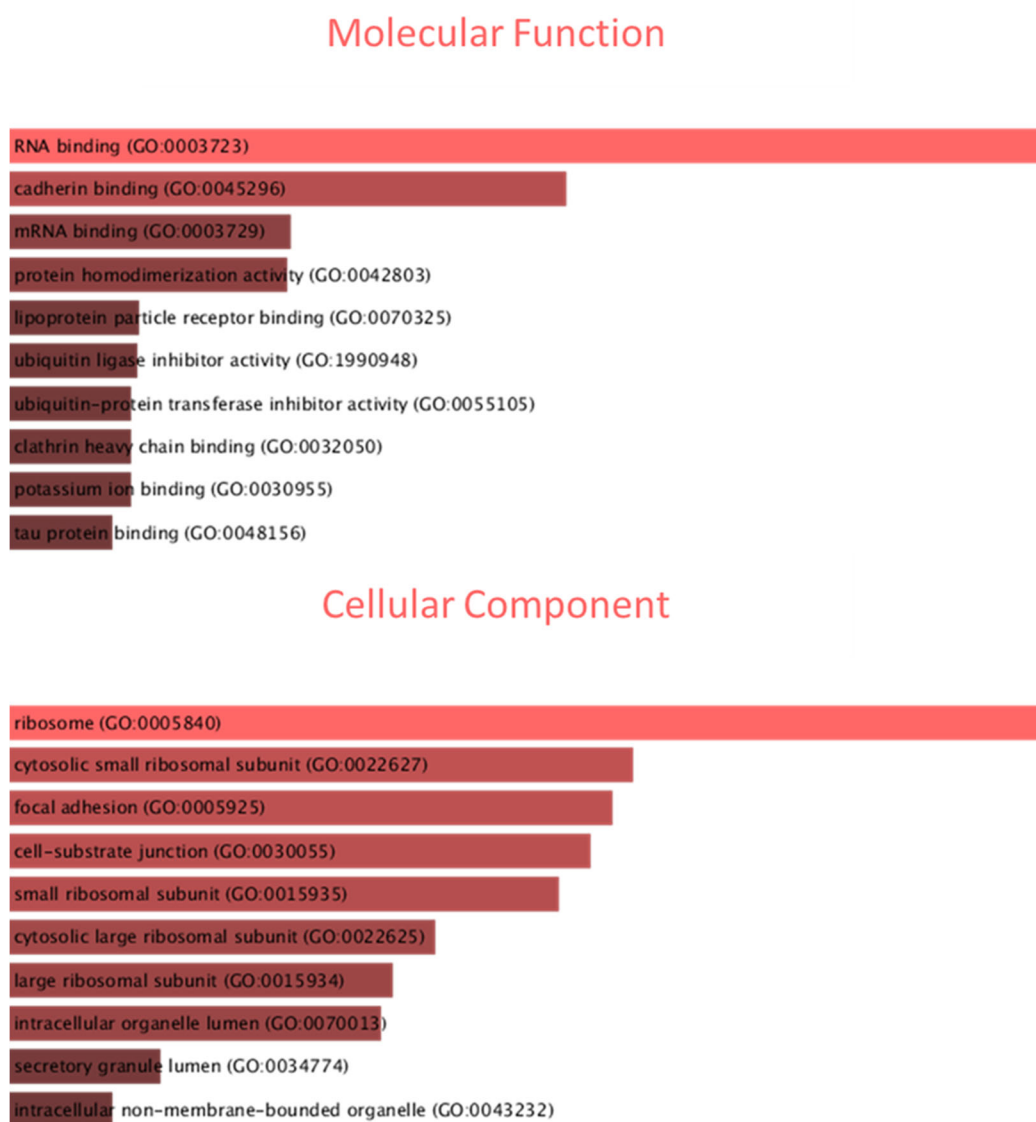 Molecular Function
RNA binding (GO:0003723)
cadherin binding (GO:0045296)
mRNA binding (GO:0003729)
protein homodimerization activity (GO:0042803)
lipoprotein particle receptor binding (GO:0070325)
ubiquitin ligase inhibitor activity (GO:1990948)
ubiquitin-protein transferase inhibitor activity (GO:0055105)
clathrin heavy chain binding (GO:0032050)
potassium ion binding (GO:0030955)
tau protein binding (GO:0048156)
Cellular Component
ribosome (GO:0005840)
cytosolic small ribosomal subunit (GO:0022627)
focal adhesion (GO:0005925)
cell-substrate junction (GO:0030055)
small ribosomal subunit (GO:0015935)
cytosolic large ribosomal subunit (GO:0022625)
large ribosomal subunit (GO:0015934)
intracellular organelle lumen (GO:0070013)
secretory granule lumen (GO:0034774)
intracellular non-membrane-bounded organelle (GO:0043232)